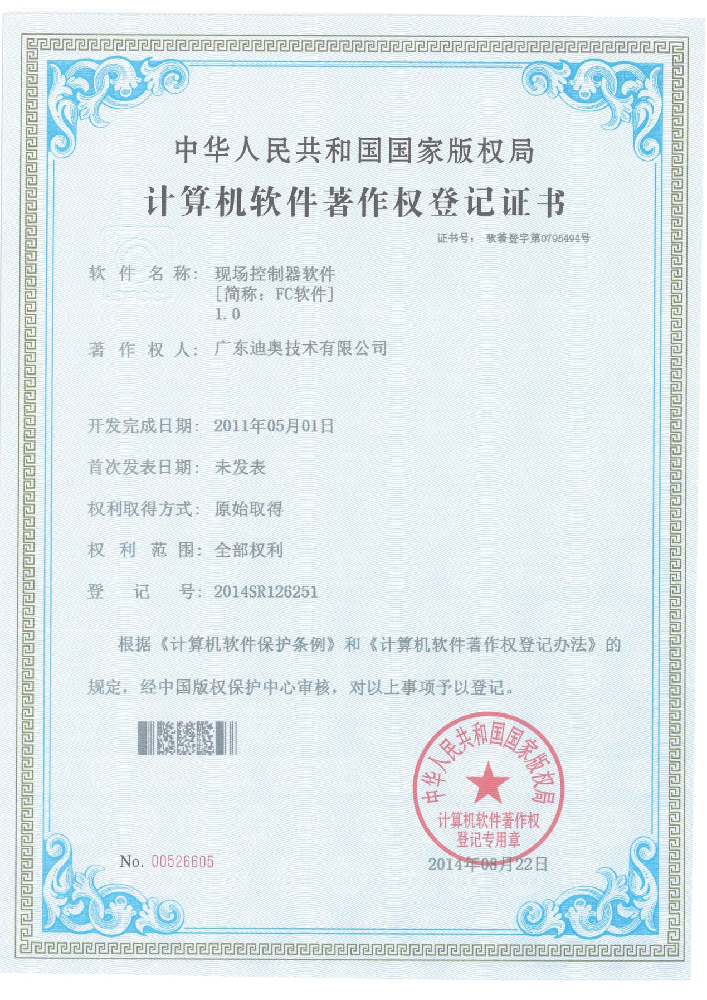 中华人民共和国国家版权局
计算机软件著作权登记证书
证书号： 软著登字第0795494号
软件名称： 现场控制器软件
[简称：FC软件]
1.0
著作权人： 广东迪奥技术有限公司
开发完成日期： 2011年05月01日
首次发表日期： 未发表
权利取得方式： 原始取得
权利范围： 全部权利
登记号： 2014SR126251
根据《计算机软件保护条例》和《计算机软件著作权登记办法》的
规定，经中国版权保护中心审核，对以上事项予以登记。
中华人民共和国国家版权局
计算机软件著作权
登记专用章
No. 00526605
2014年08月22日